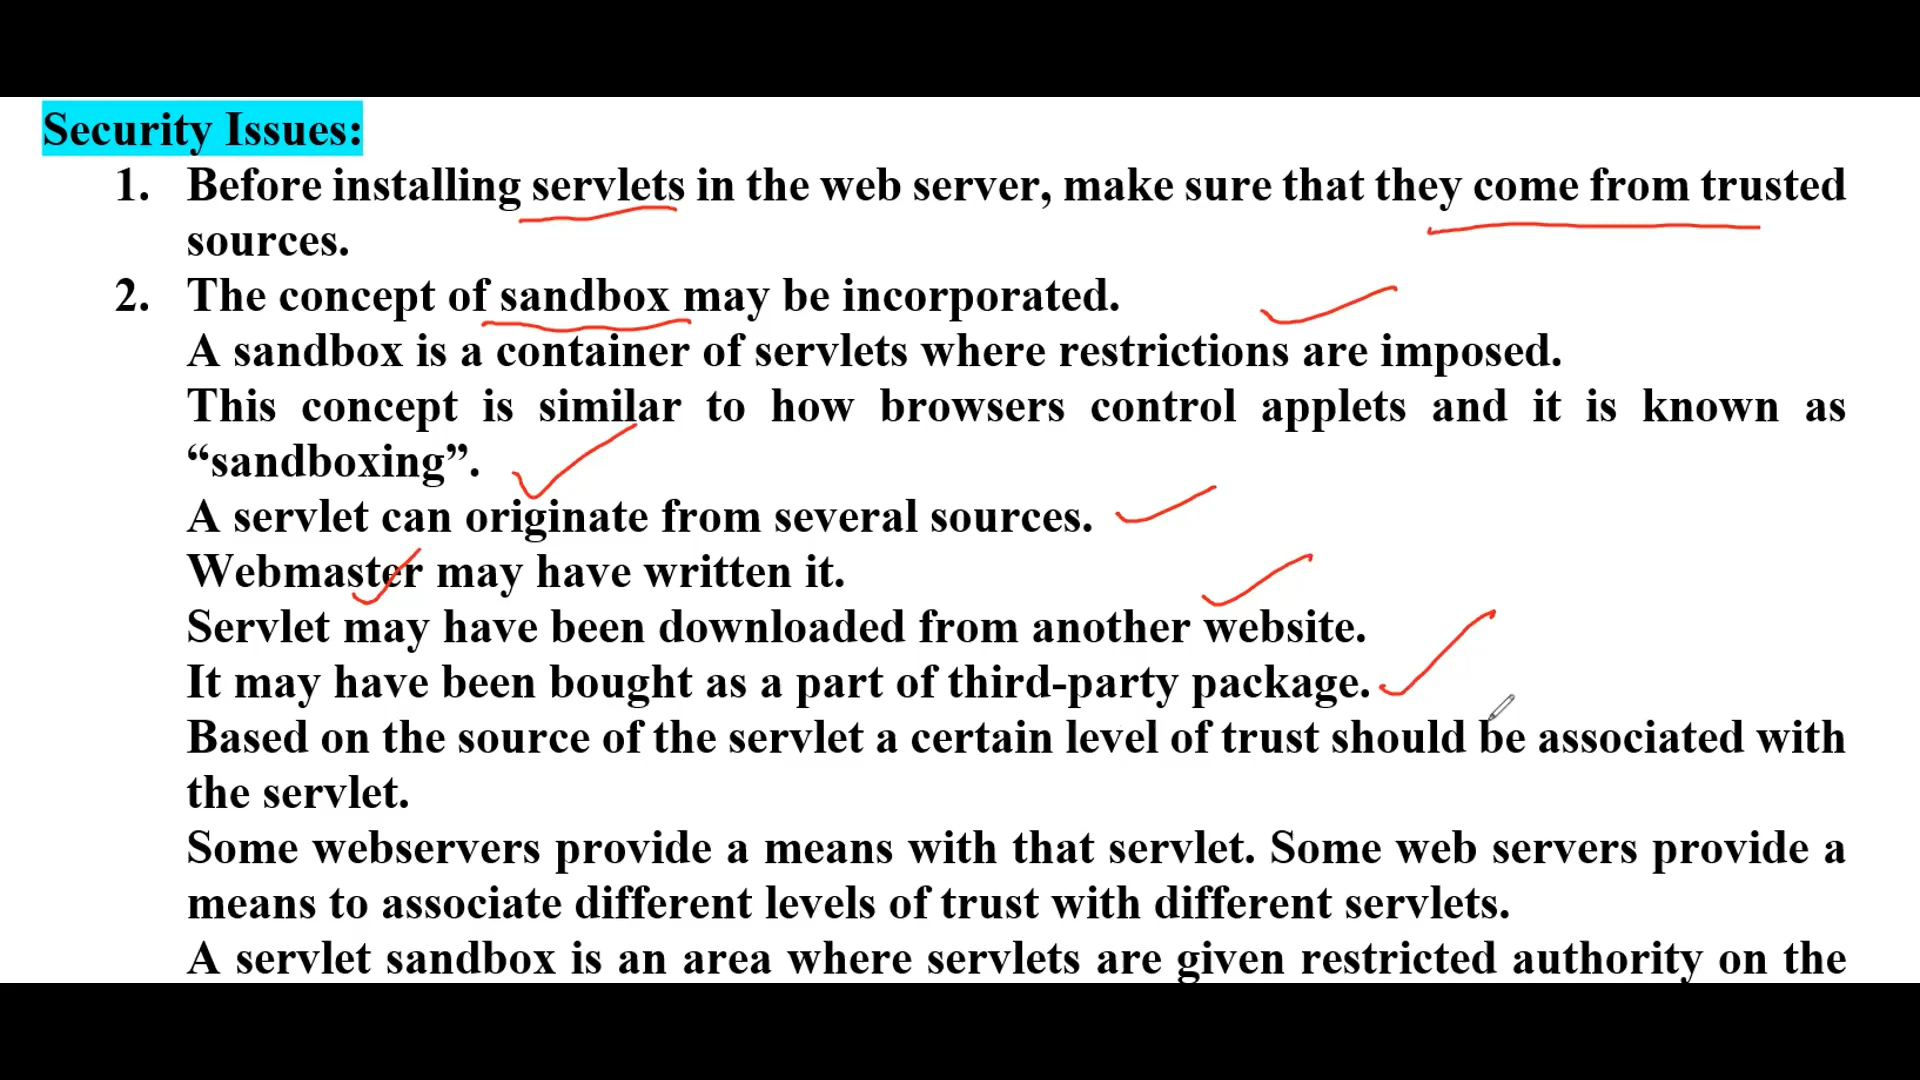 Security Issues:
1. Before installing servlets in the web server, make sure that they come from trusted
sources.
2. The concept of sandbox may be incorporated.
A sandbox is a container of servlets where restrictions are imposed.
This concept is similar to how browsers control applets and it is known as
“sandboxing”.
A servlet can originate from several sources.
Webmaster may have written it.
Servlet may have been downloaded from another website.
It may have been bought as a part of third-party package.
Based on the source of the servlet a certain level of trust should be associated with
the servlet.
Some webservers provide a means with that servlet. Some web servers provide a
means to associate different levels of trust with different servlets.
A servlet sandbox is an area where servlets are given restricted authority on the